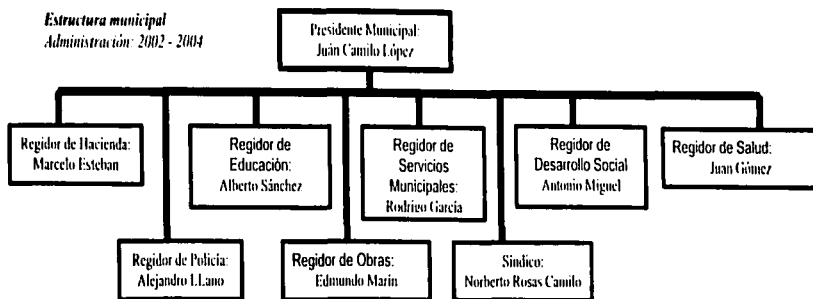 Estructura municipal
Administración: 2002 - 2004
Presidente Municipal:
Juán Camilo López
Regidor de Hacienda:
Marcelo Esteban
Regidor de
Educación:
Alberto Sánchez
Regidor de
Servicios
Municipales:
Rodrigo García
Regidor de
Desarrollo Social
Antonio Miguel
Regidor de Salud:
Juan Gómez
Regidor de Policía:
Alejandro LLano
Regidor de Obras:
Edmundo Marín
Síndico:
Norberto Rosas Camilo